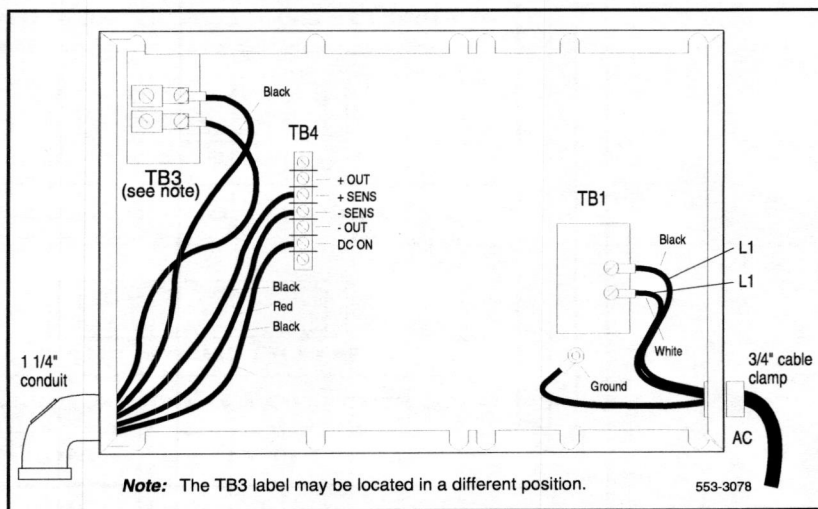 Black
TB3
(see note)
TB4
+ OUT
+ SENS
- SENS
- OUT
DC ON
Black
Red
Black
TB1
Black
L1
L1
White
Ground
1 1/4"
conduit
3/4" cable
clamp
AC
Note: The TB3 label may be located in a different position.
553-3078